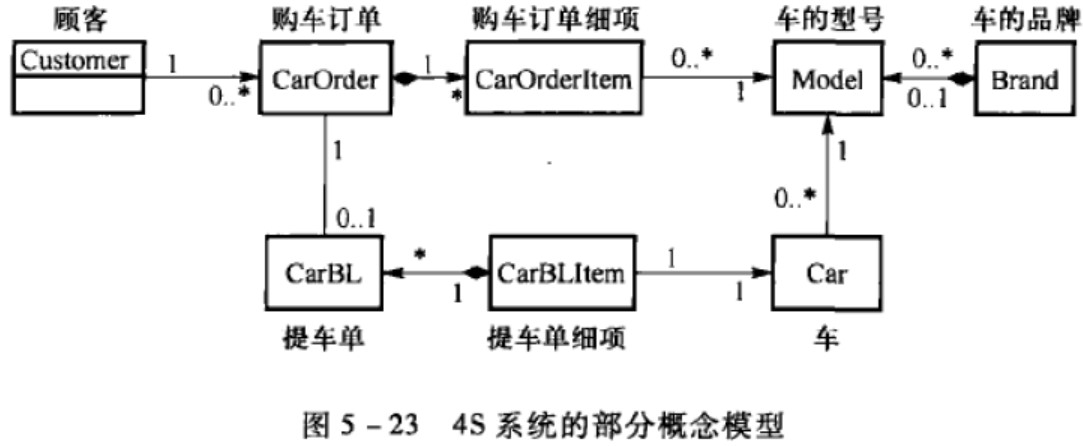 顾客 购车订单 购车订单细项 车的型号 车的品牌
Customer 1 0..* CarOrder 1 * CarOrderItem 0..* 1 Model 0..* 0..1 Brand
1 1
0..1 0..*
CarBL * 1 CarBLItem 1 1 Car
提车单 提车单细项 车
图 5-23 4S 系统的部分概念模型